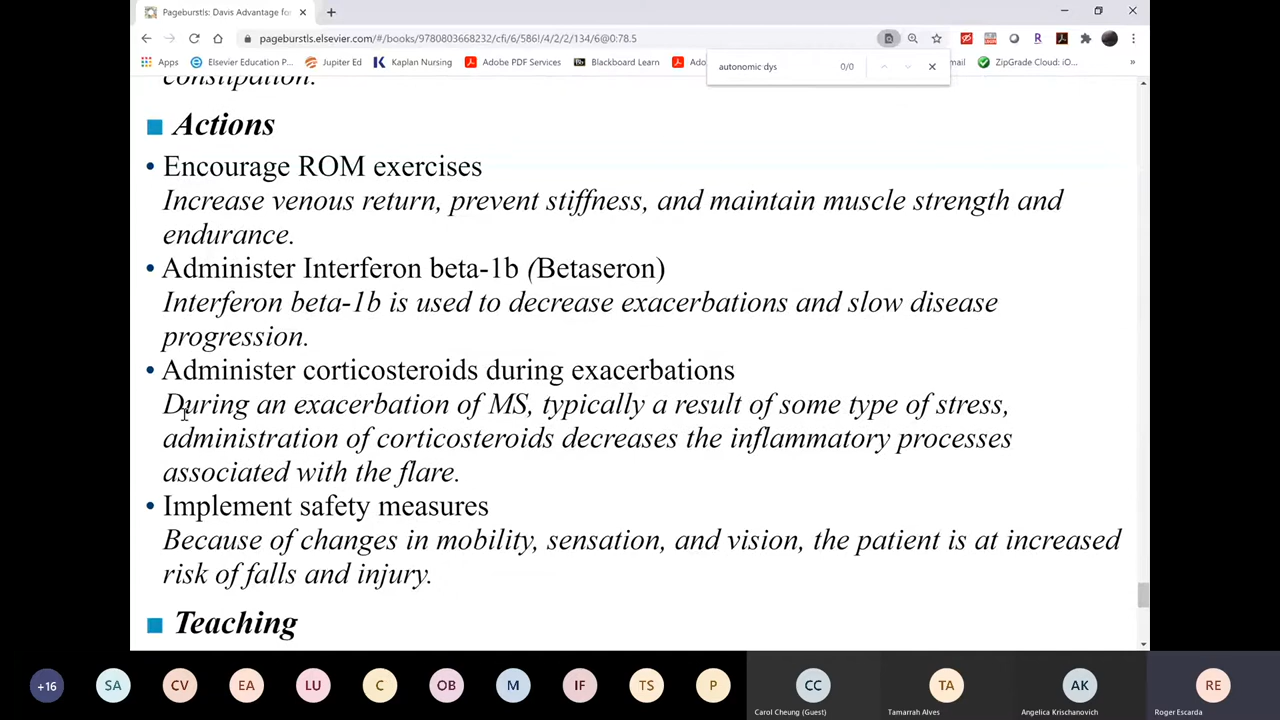 Pageburstls: Davis Advantage for
pageburstls.elsevier.com/#/books/9780803668232/cfi/6/586!/4/2/2/134/6@0:78.5
Apps
Elsevier Education P...
Jupiter Ed
Kaplan Nursing
Adobe PDF Services
Blackboard Learn
Ado
autonomic dys
0/0
mail
ZipGrade Cloud: iO...
constipation.
Actions
• Encourage ROM exercises
Increase venous return, prevent stiffness, and maintain muscle strength and
endurance.
• Administer Interferon beta-1b (Betaseron)
Interferon beta-1b is used to decrease exacerbations and slow disease
progression.
• Administer corticosteroids during exacerbations
During an exacerbation of MS, typically a result of some type of stress,
administration of corticosteroids decreases the inflammatory processes
associated with the flare.
• Implement safety measures
Because of changes in mobility, sensation, and vision, the patient is at increased
risk of falls and injury.
Teaching
+16
SA
CV
EA
LU
C
OB
M
IF
TS
P
CC
TA
AK
RE
Carol Cheung (Guest)
Tamarrah Alves
Angelica Krischanovich
Roger Escarda